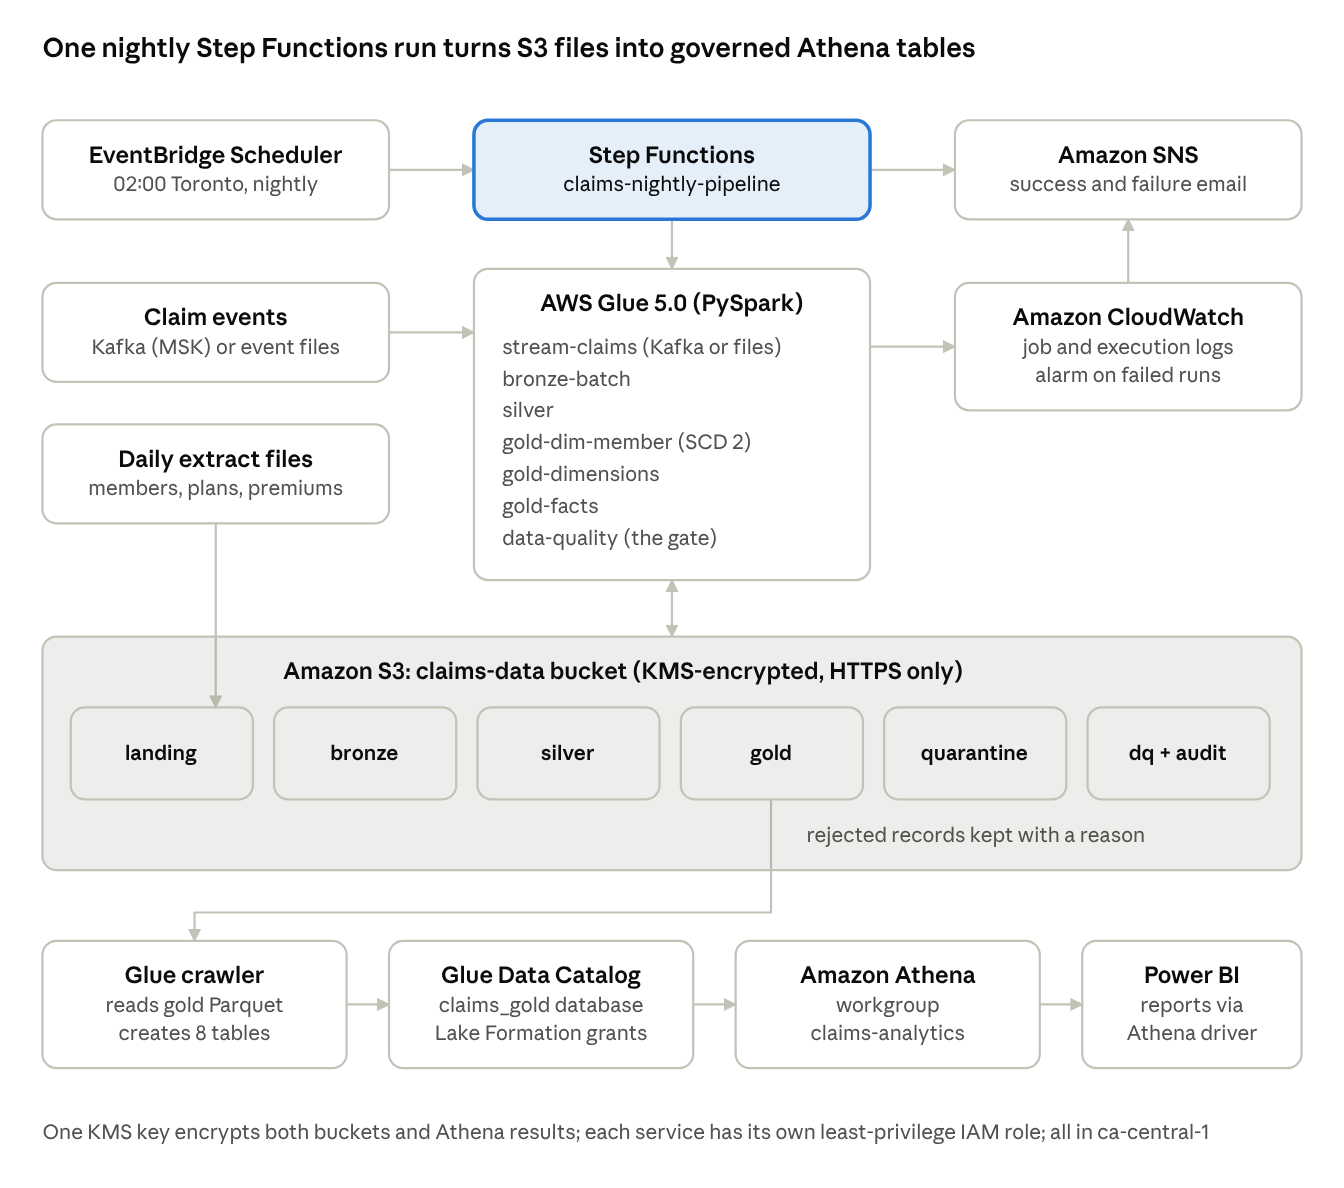 One nightly Step Functions run turns S3 files into governed Athena tables
EventBridge Scheduler
02:00 Toronto, nightly
Step Functions
claims-nightly-pipeline
Amazon SNS
success and failure email
Claim events
Kafka (MSK) or event files
AWS Glue 5.0 (PySpark)
stream-claims (Kafka or files)
bronze-batch
silver
gold-dim-member (SCD 2)
gold-dimensions
gold-facts
data-quality (the gate)
Amazon CloudWatch
job and execution logs
alarm on failed runs
Daily extract files
members, plans, premiums
Amazon S3: claims-data bucket (KMS-encrypted, HTTPS only)
landing
bronze
silver
gold
quarantine
dq + audit
rejected records kept with a reason
Glue crawler
reads gold Parquet
creates 8 tables
Glue Data Catalog
claims_gold database
Lake Formation grants
Amazon Athena
workgroup
claims-analytics
Power BI
reports via
Athena driver
One KMS key encrypts both buckets and Athena results; each service has its own least-privilege IAM role; all in ca-central-1